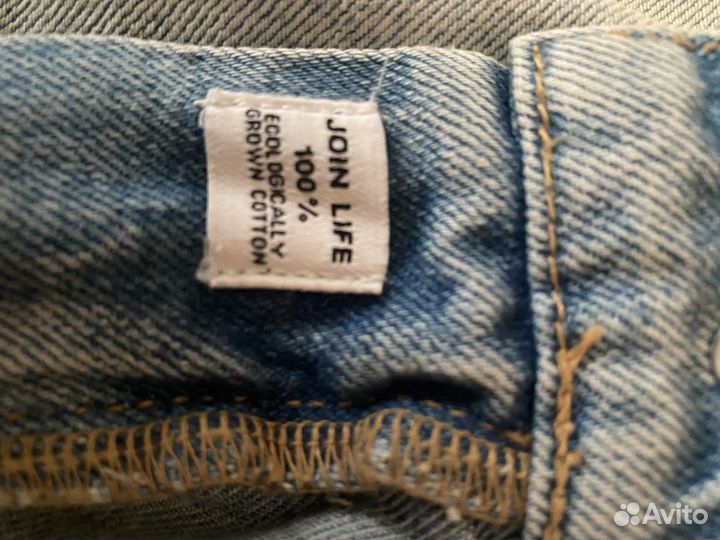 JOIN LIFE
100%
ECOLOGICALLY
GROWN COTTON
Avito